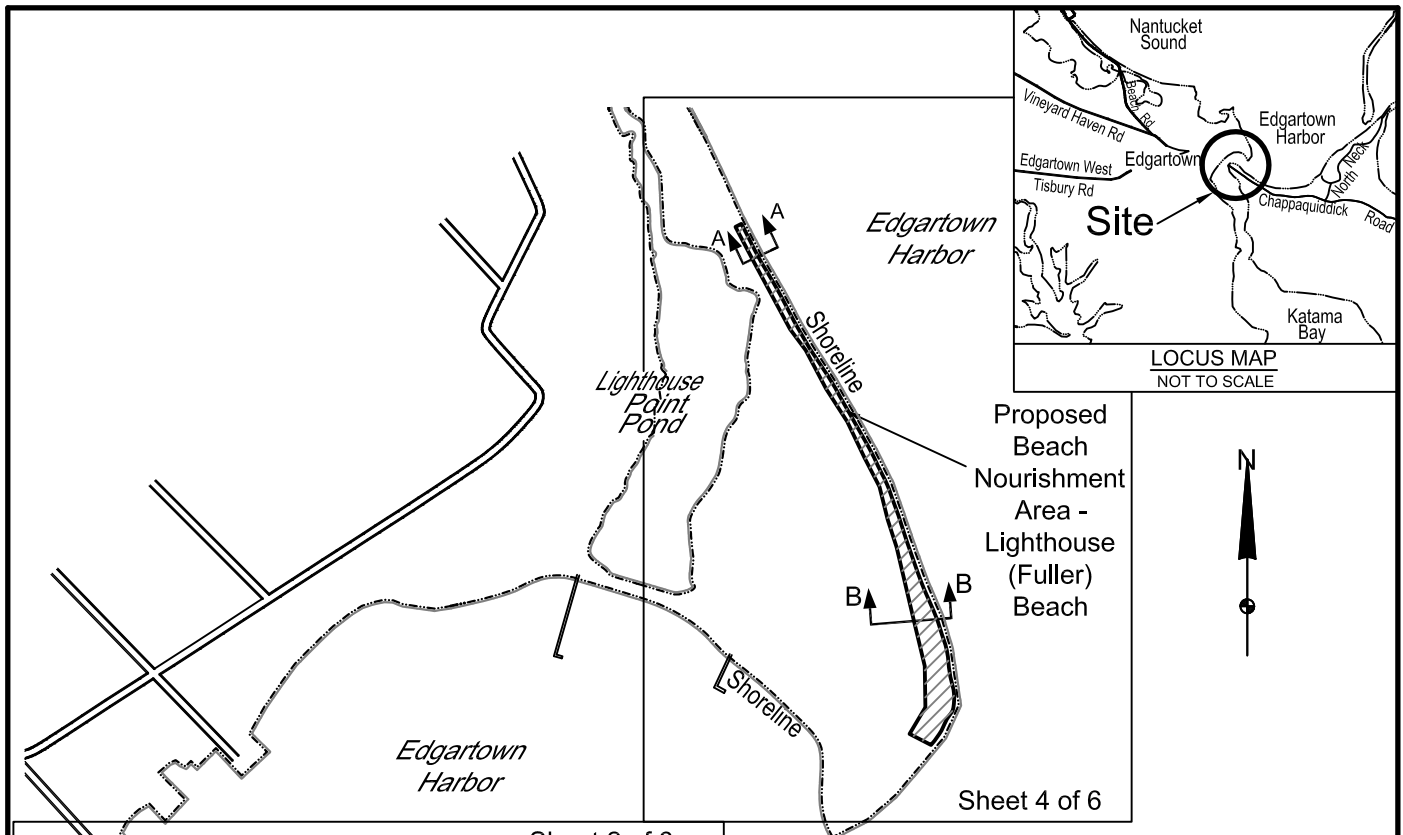 Nantucket
Sound
Beach Rd
Vineyard Haven Rd
Edgartown
Harbor
Edgartown West
Tisbury Rd
Edgartown
North Neck
Chappaquiddick
Road
Site
Katama
Bay
LOCUS MAP
NOT TO SCALE
A
A
Edgartown
Harbor
Shoreline
Lighthouse
Point
Pond
Proposed
Beach
Nourishment
Area -
Lighthouse
(Fuller)
Beach
N
B
B
Shoreline
Edgartown
Harbor
Sheet 4 of 6